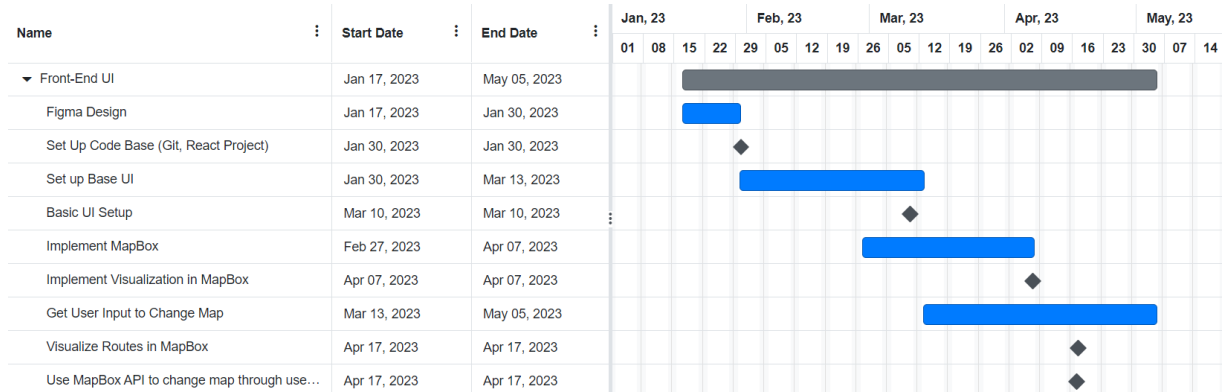 Name Start Date End Date Jan, 23 Feb, 23 Mar, 23 Apr, 23 May, 23
01 08 15 22 29 05 12 19 26 05 12 19 26 02 09 16 23 30 07 14
Front-End UI Jan 17, 2023 May 05, 2023
Figma Design Jan 17, 2023 Jan 30, 2023
Set Up Code Base (Git, React Project) Jan 30, 2023 Jan 30, 2023
Set up Base UI Jan 30, 2023 Mar 13, 2023
Basic UI Setup Mar 10, 2023 Mar 10, 2023
Implement MapBox Feb 27, 2023 Apr 07, 2023
Implement Visualization in MapBox Apr 07, 2023 Apr 07, 2023
Get User Input to Change Map Mar 13, 2023 May 05, 2023
Visualize Routes in MapBox Apr 17, 2023 Apr 17, 2023
Use MapBox API to change map through use… Apr 17, 2023 Apr 17, 2023